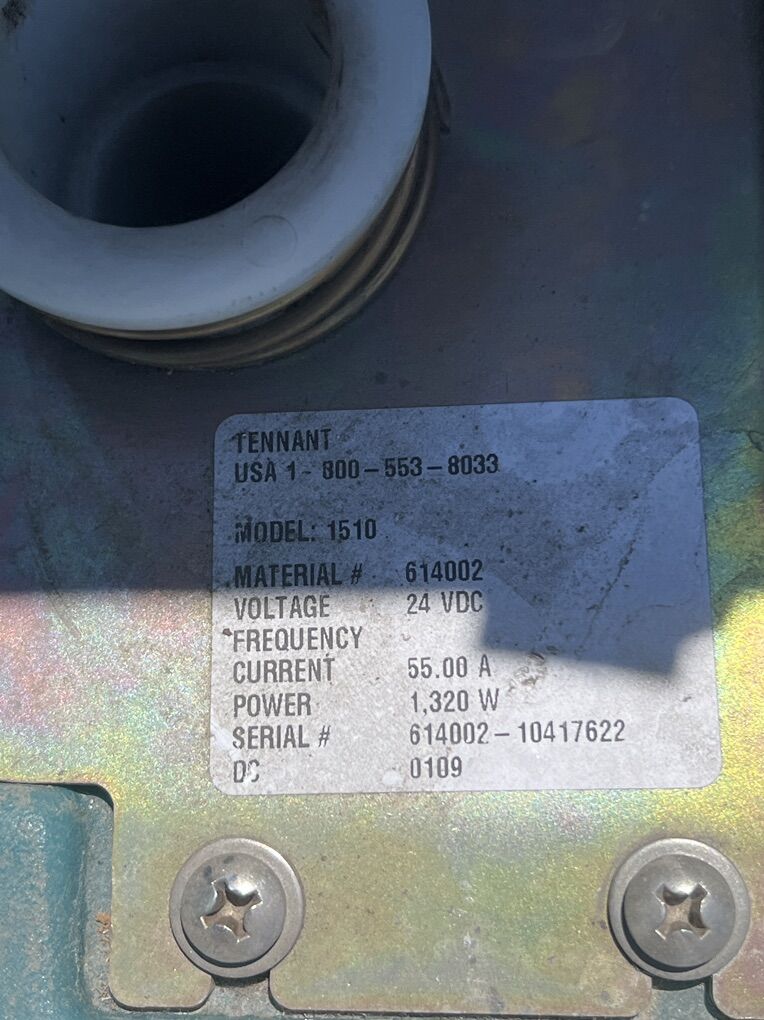 TENNANT
USA 1-800-553-8033
MODEL: 1510
MATERIAL # 614002
VOLTAGE 24 VDC
FREQUENCY
CURRENT 55.00 A
POWER 1,320 W
SERIAL # 614002-10417622
DC 0109